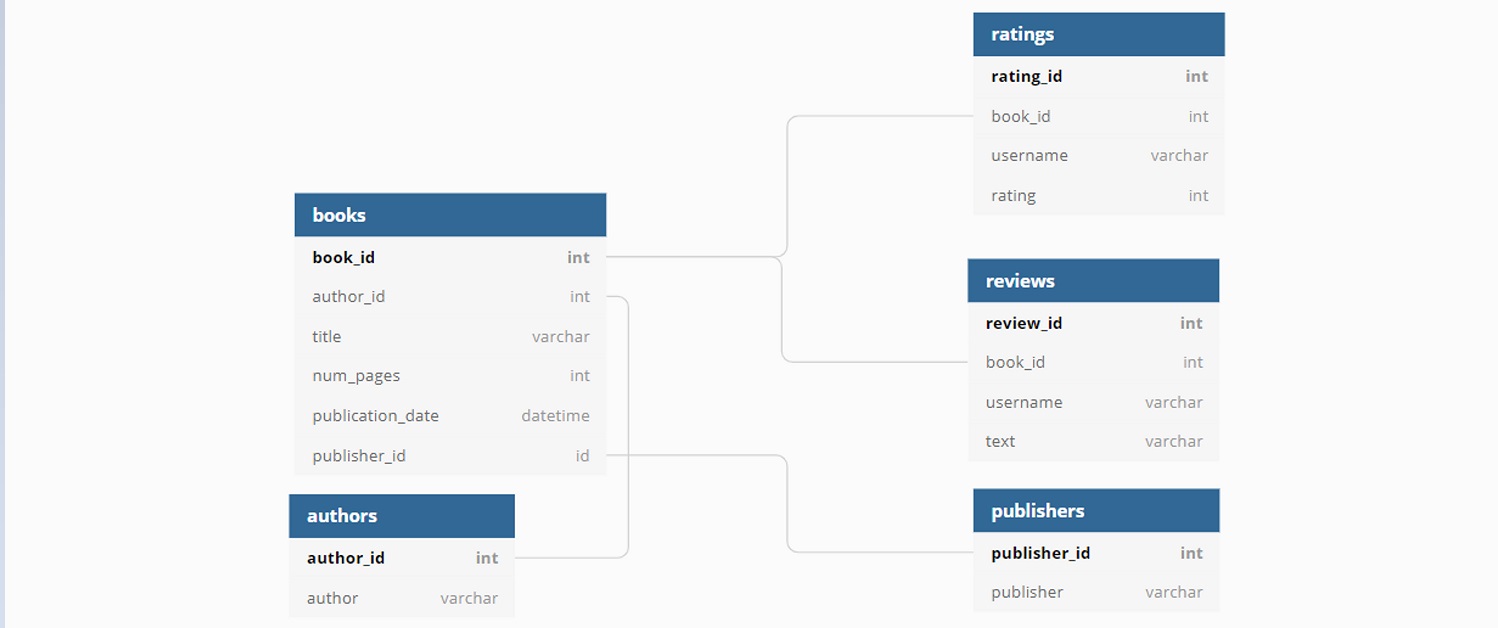 books
book_id int
author_id int
title varchar
num_pages int
publication_date datetime
publisher_id id
authors
author_id int
author varchar
ratings
rating_id int
book_id int
username varchar
rating int
reviews
review_id int
book_id int
username varchar
text varchar
publishers
publisher_id int
publisher varchar